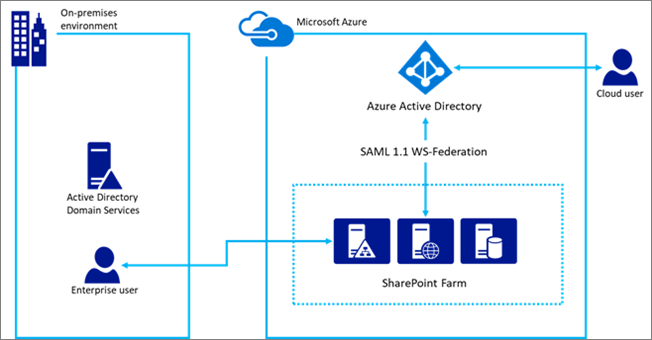 On-premises
environment
Microsoft Azure
Azure Active Directory
Cloud user
SAML 1.1 WS-Federation
Active Directory
Domain Services
Enterprise user
SharePoint Farm